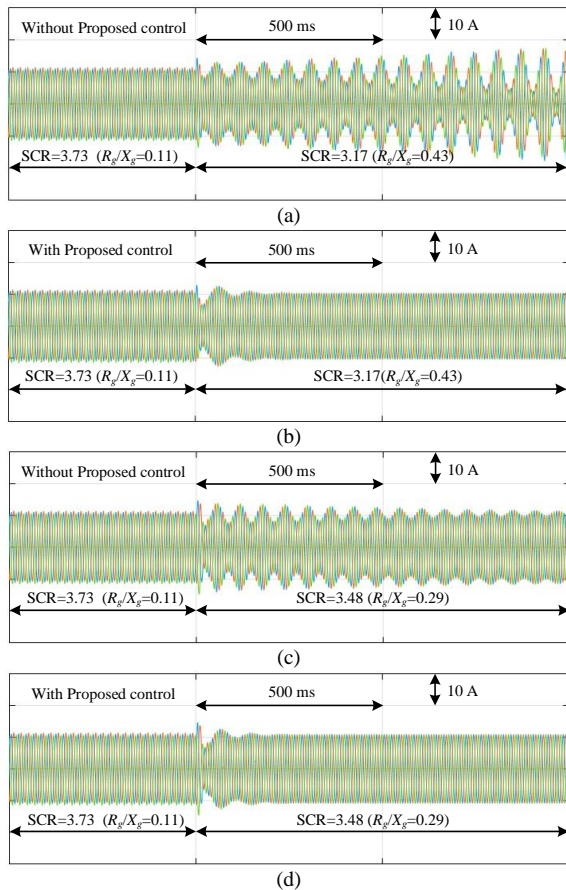 Without Proposed control 500 ms 10 A
SCR=3.73 (Rg/Xg=0.11) SCR=3.17 (Rg/Xg=0.43)
(a)
With Proposed control 500 ms 10 A
SCR=3.73 (Rg/Xg=0.11) SCR=3.17(Rg/Xg=0.43)
(b)
Without Proposed control 500 ms 10 A
SCR=3.73 (Rg/Xg=0.11) SCR=3.48 (Rg/Xg=0.29)
(c)
With Proposed control 500 ms 10 A
SCR=3.73 (Rg/Xg=0.11) SCR=3.48 (Rg/Xg=0.29)
(d)